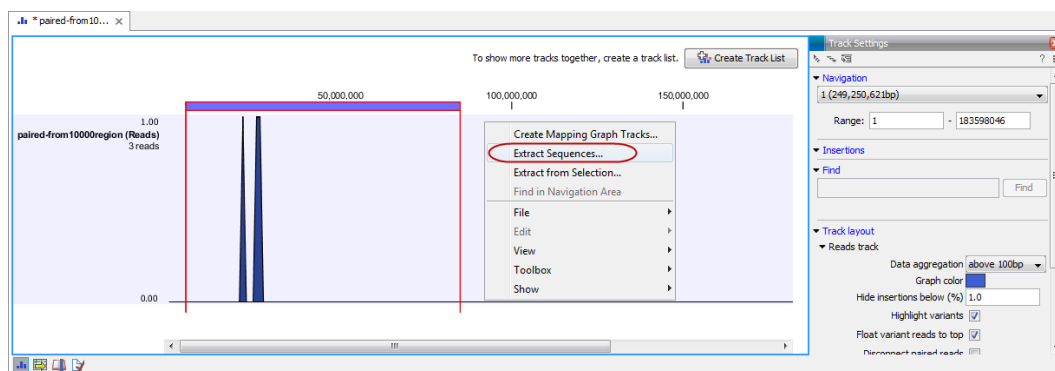 * paired-from10...
To show more tracks together, create a track list.
Create Track List
50,000,000
100,000,000
150,000,000
1.00
paired-from10000region (Reads)
3 reads
0.00
Create Mapping Graph Tracks...
Extract Sequences...
Extract from Selection...
Find in Navigation Area
File
Edit
View
Toolbox
Show
Track Settings
?
Navigation
1 (249,250,621bp)
Range: 1 - 183598046
Insertions
Find
Find
Track layout
Reads track
Data aggregation above 100bp
Graph color
Hide insertions below (%) 1.0
Highlight variants
Float variant reads to top
Disconnect paired reads